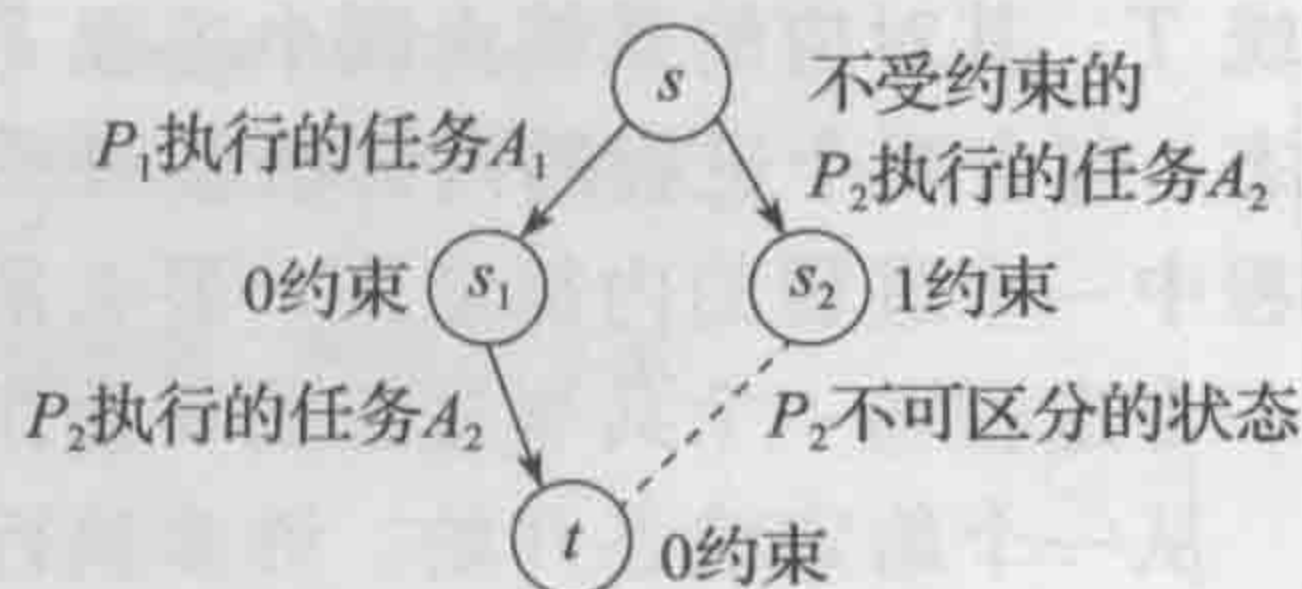 s
不受约束的
P₁执行的任务A₁
P₂执行的任务A₂
0约束
s₁
s₂
1约束
P₂执行的任务A₂
P₂不可区分的状态
t
0约束